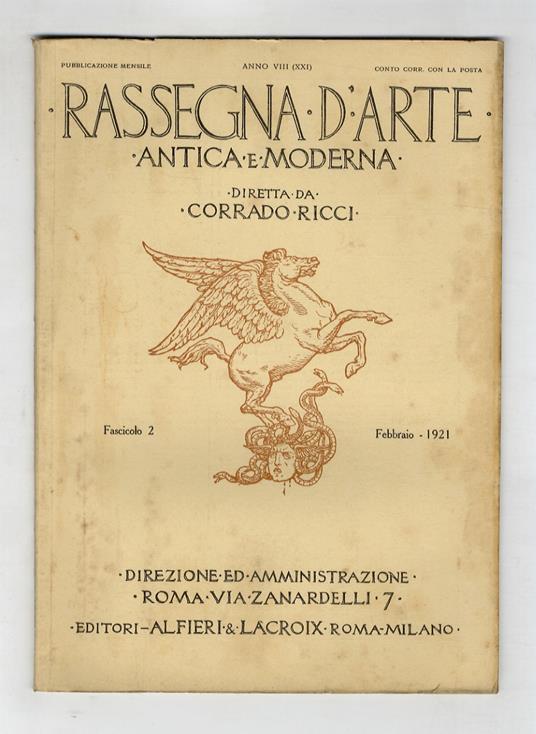 PUBBLICAZIONE MENSILE ANNO VIII (XXI) CONTO CORR. CON LA POSTA
·RASSEGNA·D'ARTE·
·ANTICA·E·MODERNA·
·DIRETTA·DA·
·CORRADO·RICCI·
Fascicolo 2 Febbraio - 1921
·DIREZIONE·ED·AMMINISTRAZIONE·
·ROMA·VIA·ZANARDELLI·7·
·EDITORI–ALFIERI·&·LACROIX·ROMA-MILANO·